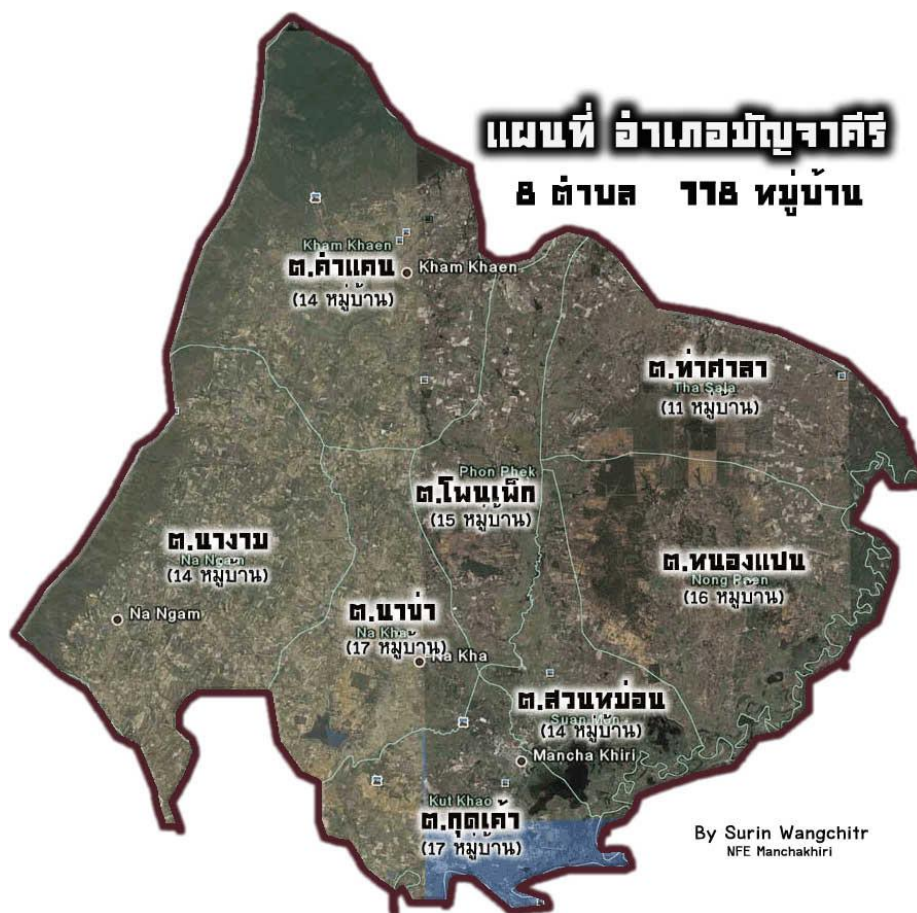 แผนที่ อำเภอมัญจาคีรี
8 ตำบล 118 หมู่บ้าน
Kham Khaen
ต.คำแคน
Kham Khaen
(14 หมู่บ้าน)
ต.ท่าศาลา
Tha Sala
(11 หมู่บ้าน)
Phon Phek
ต.โพนเพ็ก
(15 หมู่บ้าน)
ต.นางาม
Na Ngam
(14 หมู่บ้าน)
Na Ngam
ต.หนองแปน
Nong Paen
(16 หมู่บ้าน)
ต.นาข่า
Na Kha
(17 หมู่บ้าน)
Na Kha
ต.สวนหม่อน
Suan Mon
(14 หมู่บ้าน)
Mancha Khiri
Kut Khao
ต.กุดเค้า
(17 หมู่บ้าน)
By Surin Wangchitr
NFE Manchakhiri